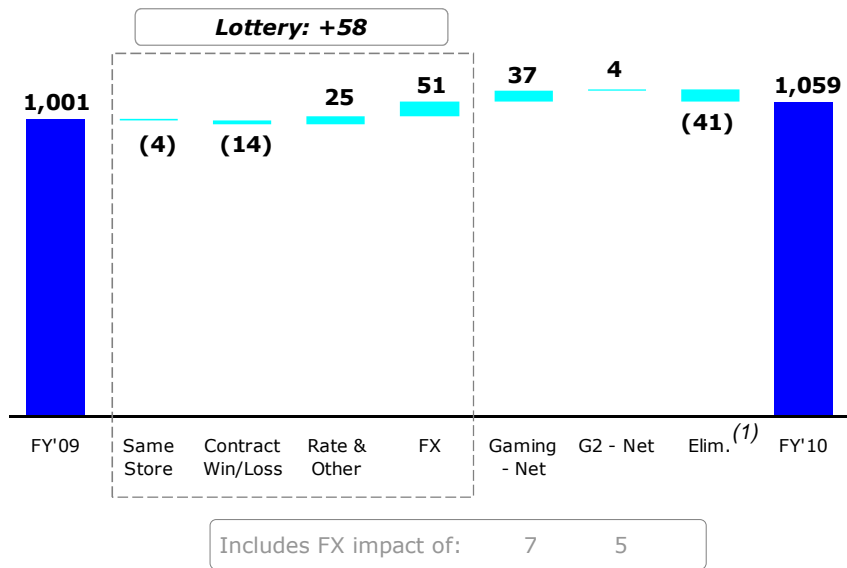 Lottery: +58
1,001
(4)
(14)
25
51
37
4
(41)
1,059
FY'09
Same
Store
Contract
Win/Loss
Rate &
Other
FX
Gaming
- Net
G2 - Net
Elim.(1)
FY'10
Includes FX impact of: 7 5